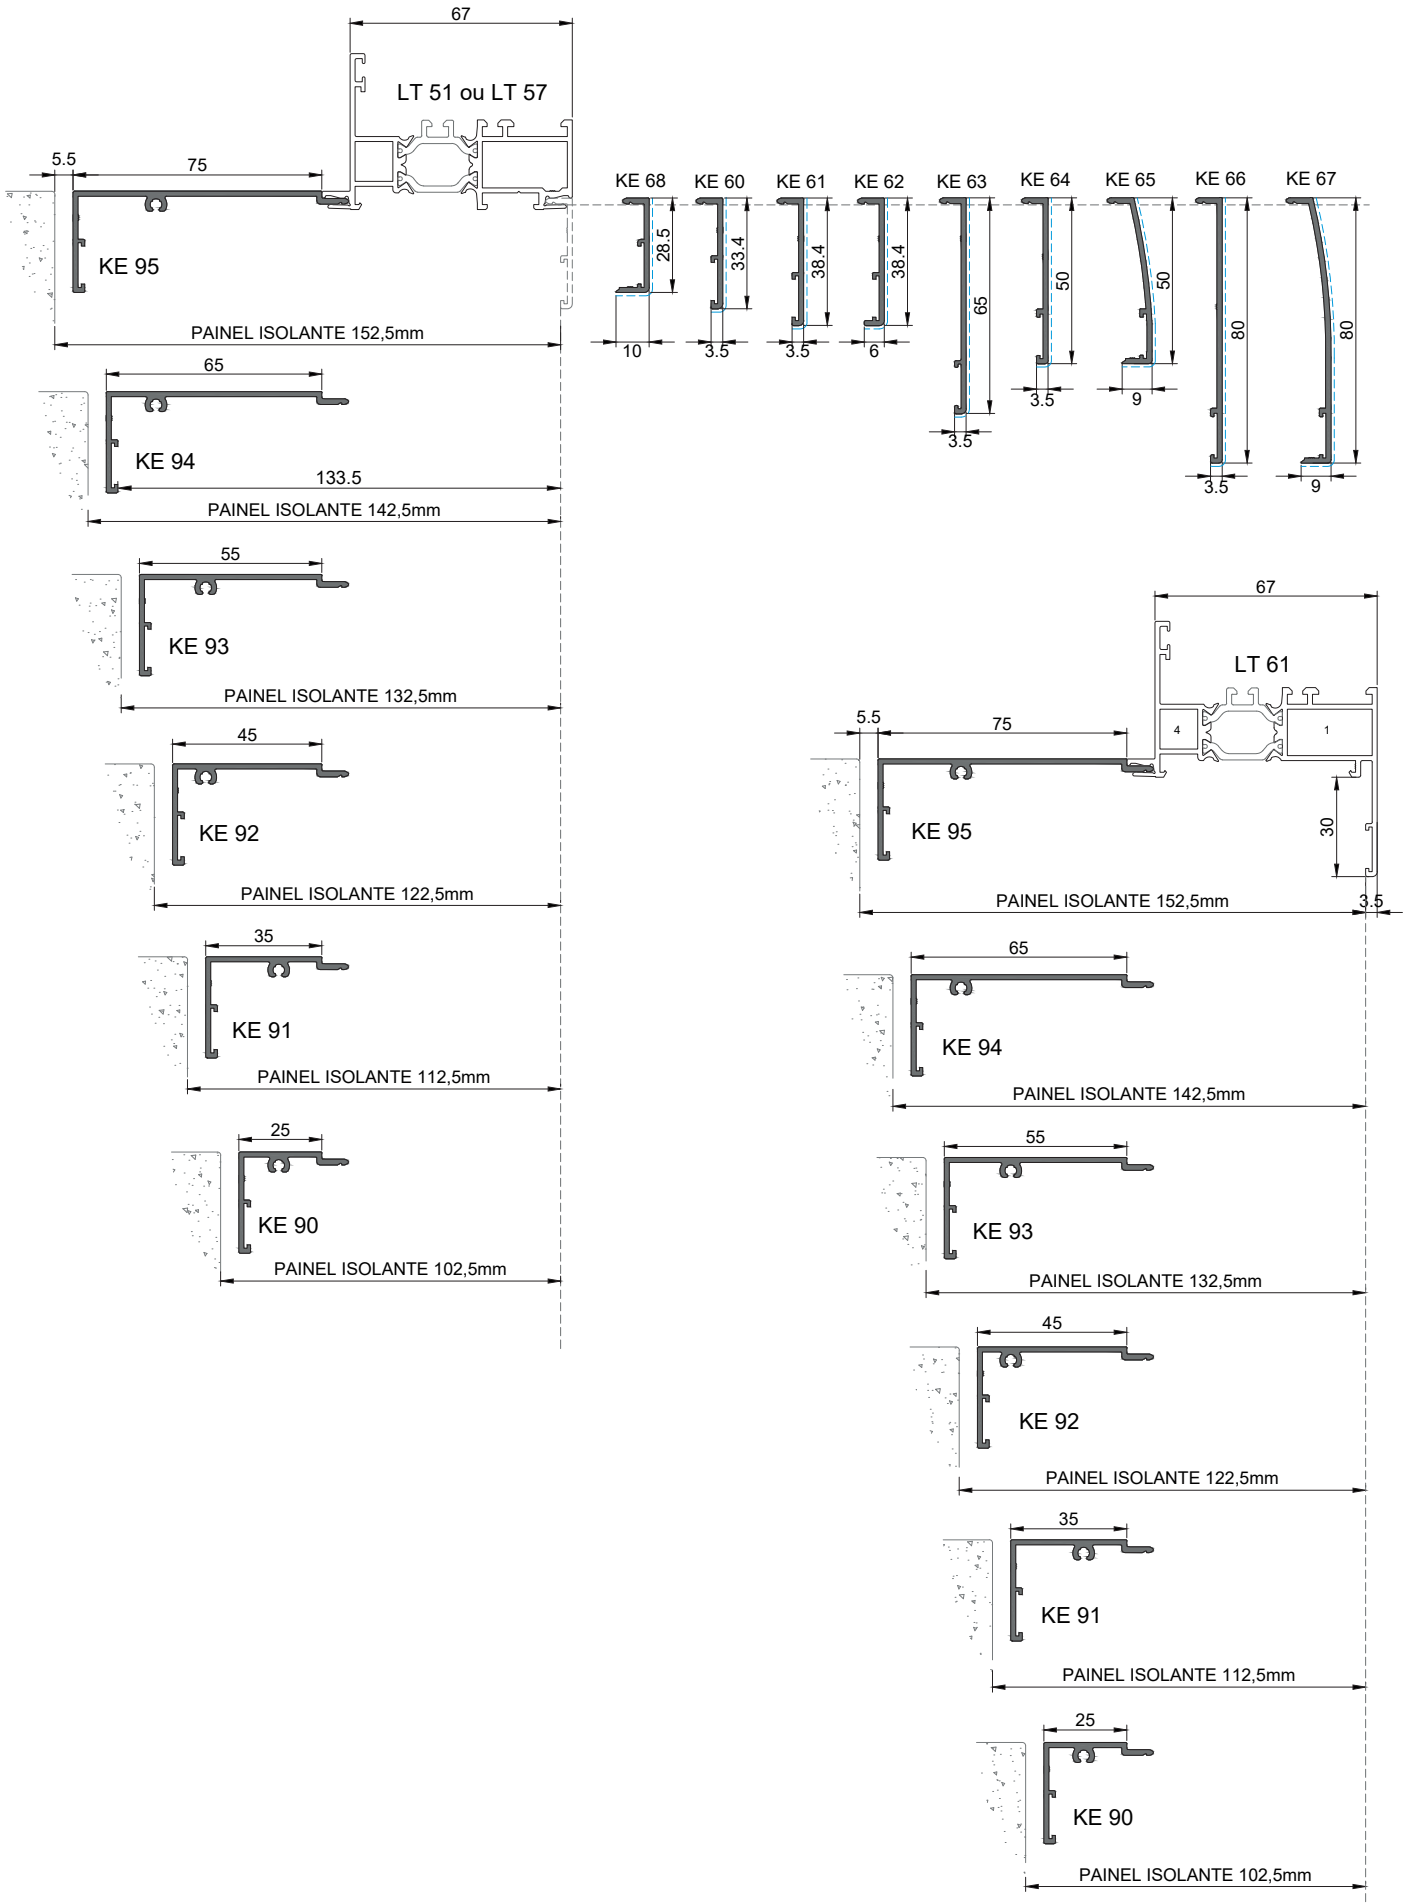 67
LT 51 ou LT 57
5.5
75
KE 95
PAINEL ISOLANTE 152,5mm
KE 68
KE 60
KE 61
KE 62
KE 63
KE 64
KE 65
KE 66
KE 67
28.5
33.4
38.4
38.4
65
50
50
80
80
10
3.5
3.5
6
3.5
3.5
9
3.5
9
65
KE 94
133.5
PAINEL ISOLANTE 142,5mm
55
KE 93
PAINEL ISOLANTE 132,5mm
45
KE 92
PAINEL ISOLANTE 122,5mm
35
KE 91
PAINEL ISOLANTE 112,5mm
25
KE 90
PAINEL ISOLANTE 102,5mm
67
LT 61
5.5
75
4
1
30
KE 95
PAINEL ISOLANTE 152,5mm
3.5
65
KE 94
PAINEL ISOLANTE 142,5mm
55
KE 93
PAINEL ISOLANTE 132,5mm
45
KE 92
PAINEL ISOLANTE 122,5mm
35
KE 91
PAINEL ISOLANTE 112,5mm
25
KE 90
PAINEL ISOLANTE 102,5mm